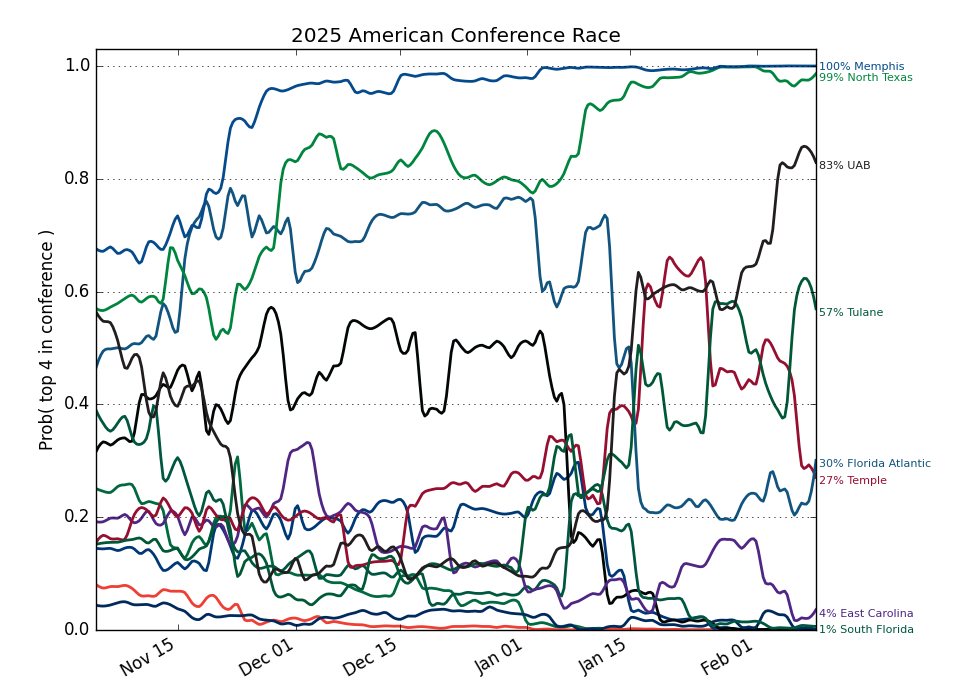 2025 American Conference Race
Prob( top 4 in conference )
1.0
0.8
0.6
0.4
0.2
0.0
Nov 15
Dec 01
Dec 15
Jan 01
Jan 15
Feb 01
100% Memphis
99% North Texas
83% UAB
57% Tulane
30% Florida Atlantic
27% Temple
4% East Carolina
1% South Florida